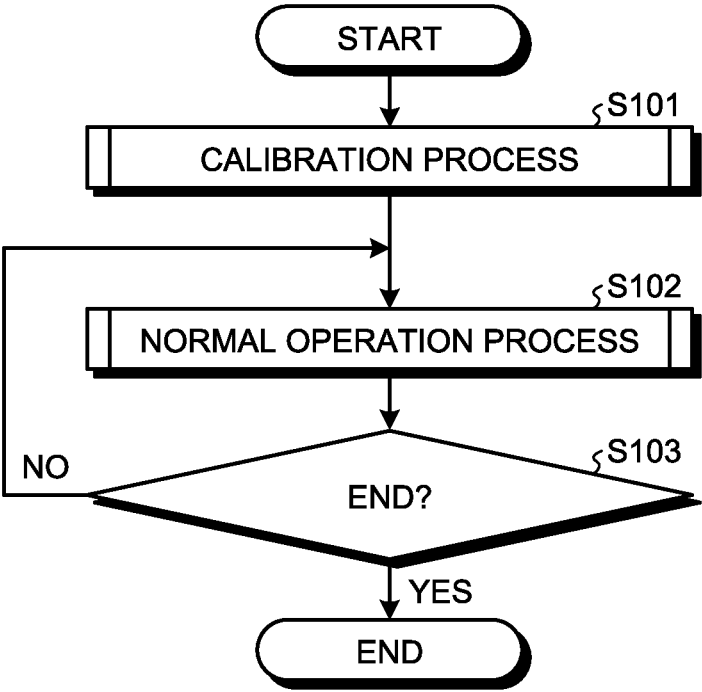 START
S101
CALIBRATION PROCESS
S102
NORMAL OPERATION PROCESS
S103
NO
END?
YES
END